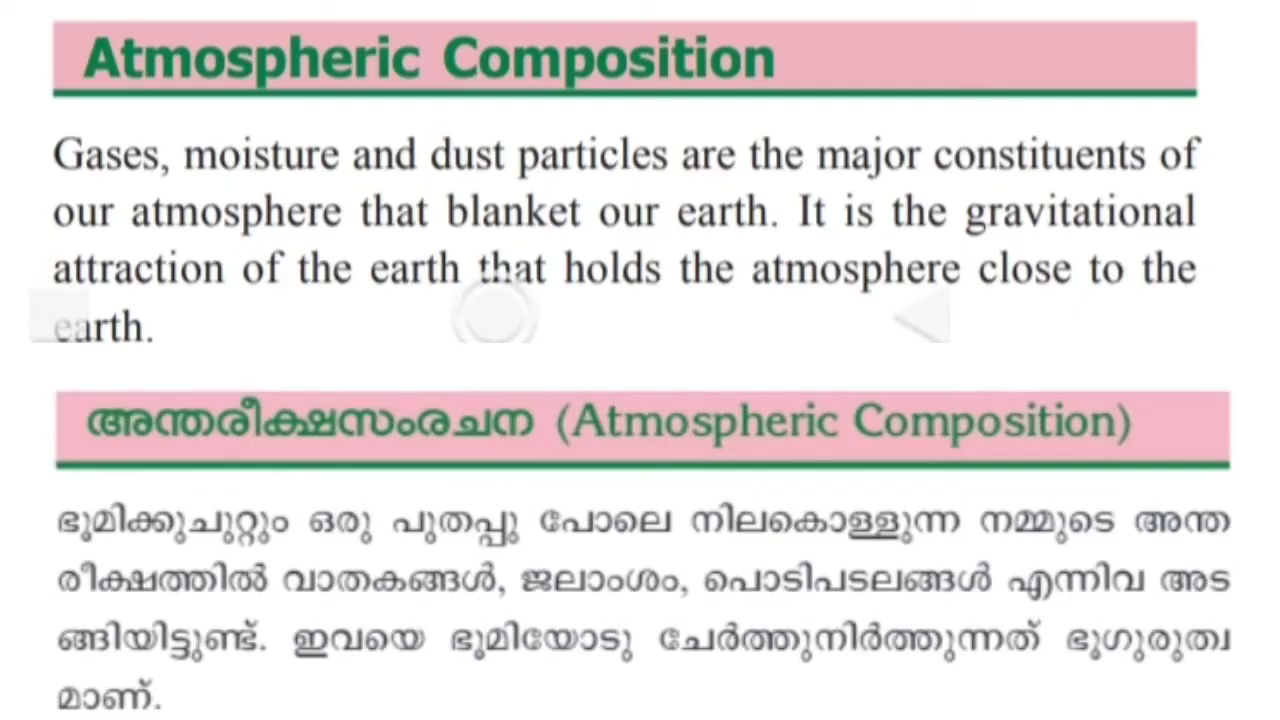 Atmospheric Composition
Gases, moisture and dust particles are the major constituents of
our atmosphere that blanket our earth. It is the gravitational
attraction of the earth that holds the atmosphere close to the
earth.
അന്തരീക്ഷസംരചന (Atmospheric Composition)
ഭൂമിക്കുചുറ്റും ഒരു പുതപ്പു പോലെ നിലകൊള്ളുന്ന നമ്മുടെ അന്ത
രീക്ഷത്തിൽ വാതകങ്ങൾ, ജലാംശം, പൊടിപടലങ്ങൾ എന്നിവ അട
ങ്ങിയിട്ടുണ്ട്. ഇവയെ ഭൂമിയോടു ചേർത്തുനിർത്തുന്നത് ഭൂഗുരുത്വ
മാണ്.